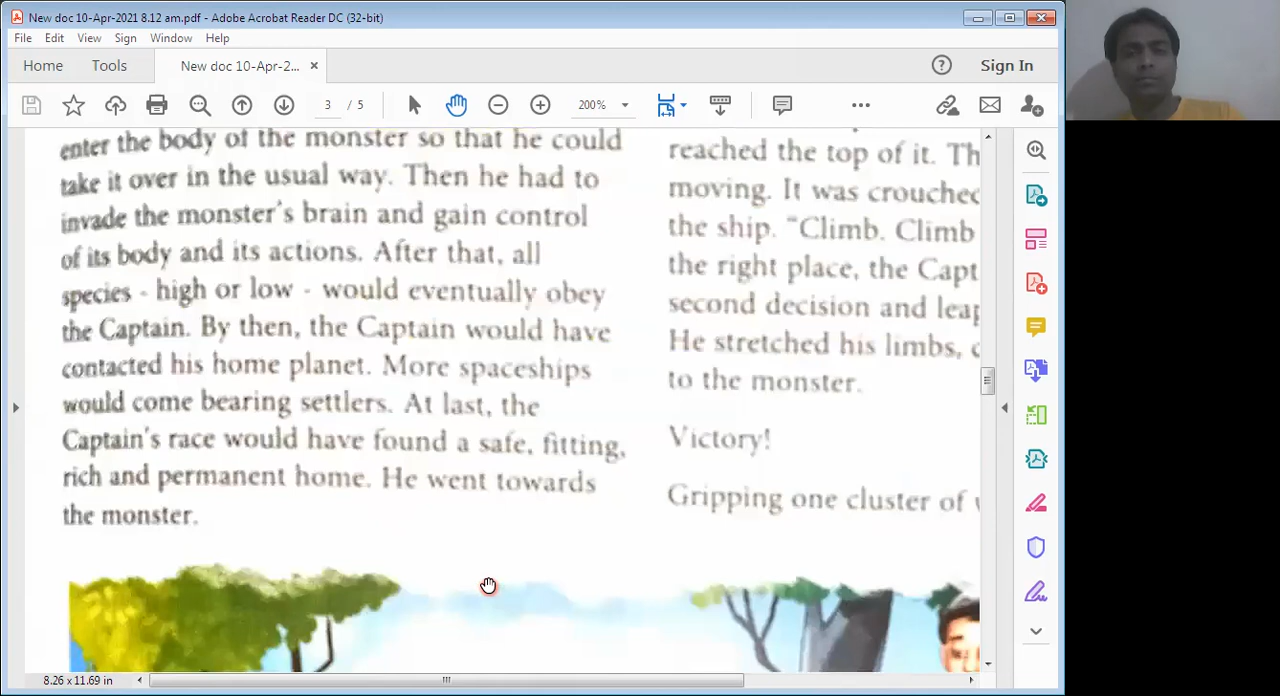 New doc 10-Apr-2021 8.12 am.pdf - Adobe Acrobat Reader DC (32-bit)
File Edit View Sign Window Help
Home Tools New doc 10-Apr-2... × Sign In
3 / 5 200%
enter the body of the monster so that he could
take it over in the usual way. Then he had to
invade the monster's brain and gain control
of its body and its actions. After that, all
species - high or low - would eventually obey
the Captain. By then, the Captain would have
contacted his home planet. More spaceships
would come bearing settlers. At last, the
Captain's race would have found a safe, fitting,
rich and permanent home. He went towards
the monster.
reached the top of it. Th
moving. It was crouched
the ship. "Climb. Climb
the right place, the Capt
second decision and leap
He stretched his limbs, c
to the monster.
Victory!
Gripping one cluster of
8.26 x 11.69 in